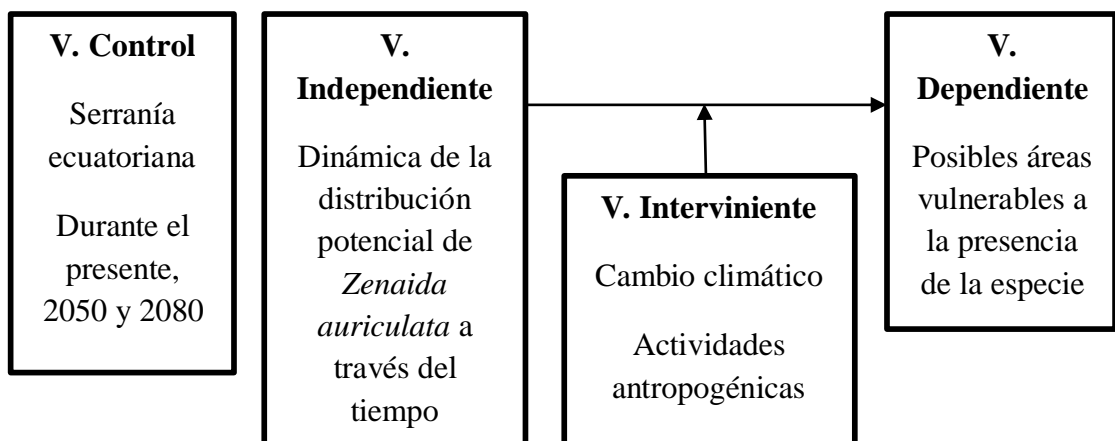 V. Control
Serranía
ecuatoriana
Durante el
presente,
2050 y 2080
V.
Independiente
Dinámica de la
distribución
potencial de
Zenaida
auriculata a
través del
tiempo
V. Interviniente
Cambio climático
Actividades
antropogénicas
V.
Dependiente
Posibles áreas
vulnerables a
la presencia
de la especie